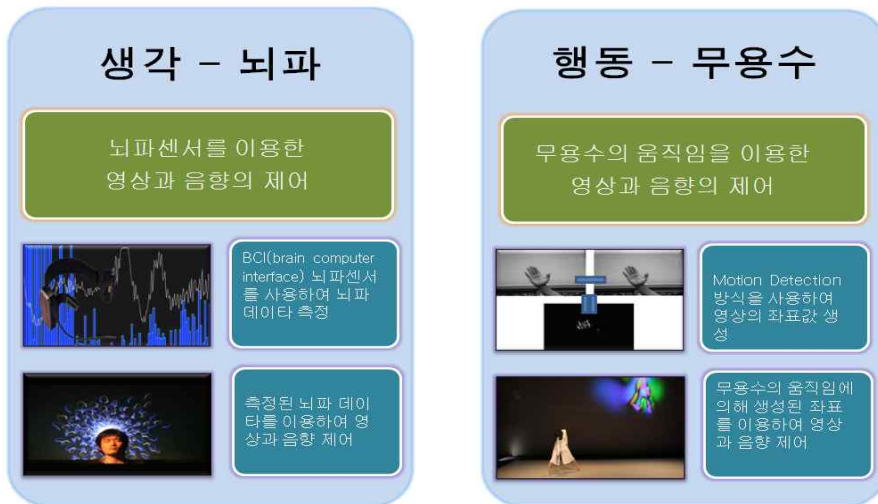 생각 – 뇌파
뇌파센서를 이용한
영상과 음향의 제어
BCI(brain computer
interface) 뇌파센서
를 사용하여 뇌파
데이타 측정
측정된 뇌파 데이
타를 이용하여 영
상과 음향 제어
행동 – 무용수
무용수의 움직임을 이용한
영상과 음향의 제어
Motion Detection
방식을 사용하여
영상의 좌표값 생
성
무용수의 움직임에
의해 생성된 좌표
를 이용하여 영상
과 음향 제어